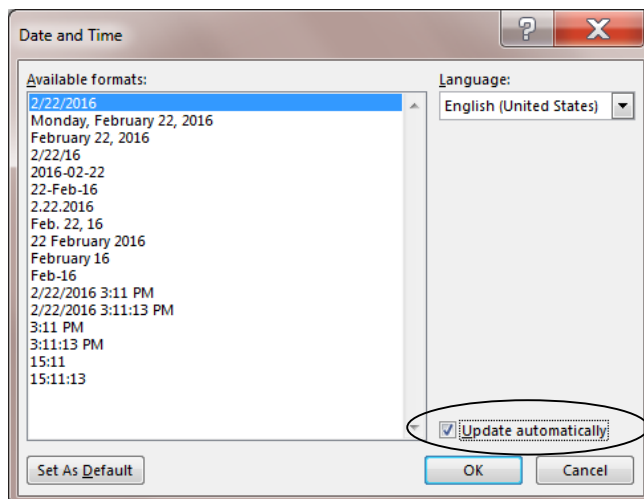 Date and Time
Available formats:
2/22/2016
Monday, February 22, 2016
February 22, 2016
2/22/16
2016-02-22
22-Feb-16
2.22.2016
Feb. 22, 16
22 February 2016
February 16
Feb-16
2/22/2016 3:11 PM
2/22/2016 3:11:13 PM
3:11 PM
3:11:13 PM
15:11
15:11:13
Language:
English (United States)
Update automatically
Set As Default
OK
Cancel